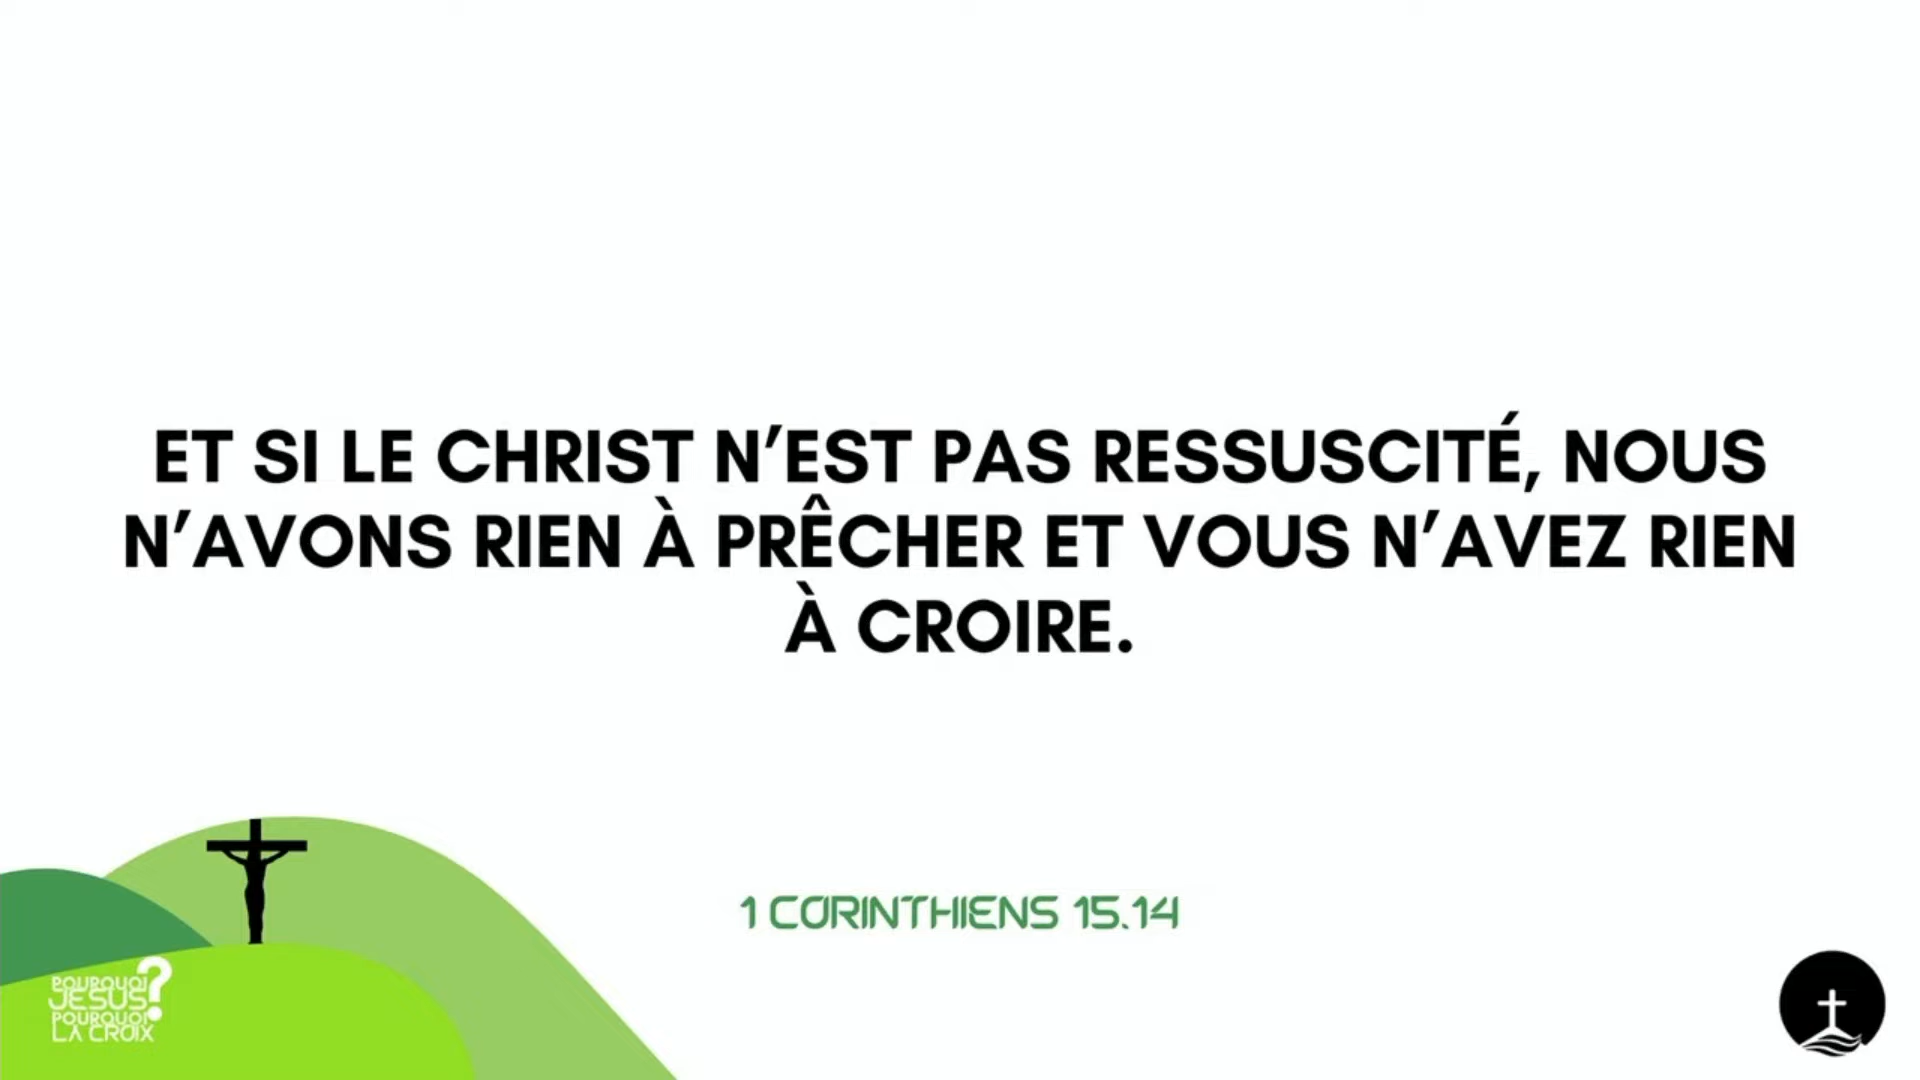 ET SI LE CHRIST N’EST PAS RESSUSCITÉ, NOUS
N’AVONS RIEN À PRÊCHER ET VOUS N’AVEZ RIEN
À CROIRE.
1 CORINTHIENS 15.14
POURQUOI
JESUS?
POURQUOI
LA CROIX